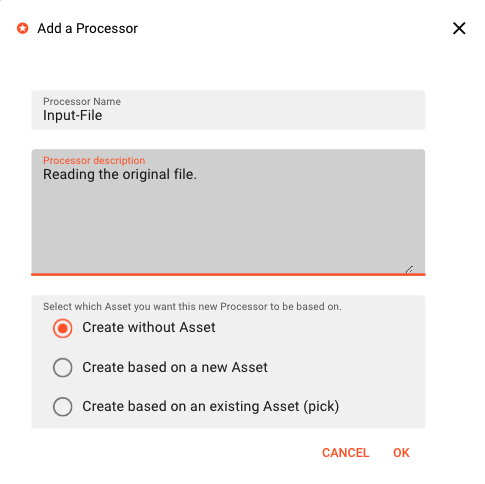 Add a Processor
Processor Name
Input-File
Processor description
Reading the original file.
Select which Asset you want this new Processor to be based on.
Create without Asset
Create based on a new Asset
Create based on an existing Asset (pick)
CANCEL OK